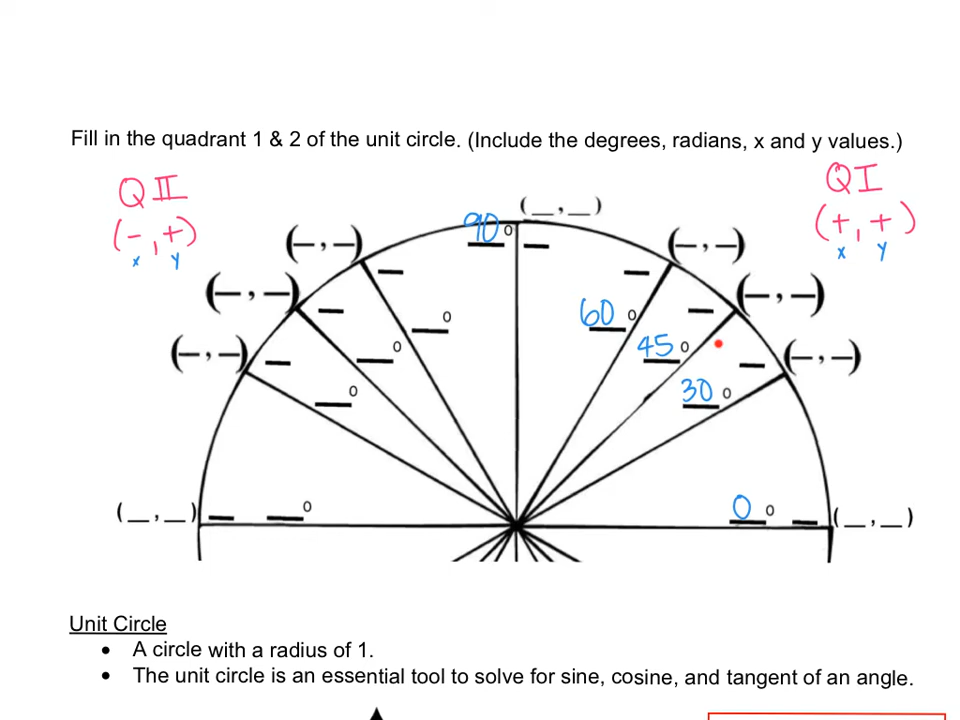 Fill in the quadrant 1 & 2 of the unit circle. (Include the degrees, radians, x and y values.)
Q II
QI
(-,+)
x y
(+,+)
x y
(_,_)
90°
(_,_)
(_,_)
(_,_)
(_,_)
60°
_°
45°
_°
(_,_)
(_,_)
30°
_°
(_,_)
_°
0°
(_,_)
Unit Circle
• A circle with a radius of 1.
• The unit circle is an essential tool to solve for sine, cosine, and tangent of an angle.